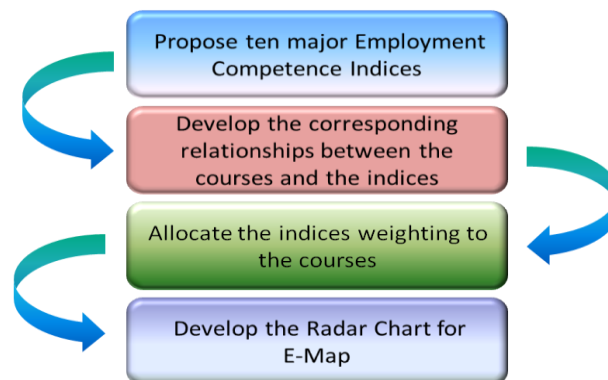 Propose ten major Employment
Competence Indices
Develop the corresponding
relationships between the
courses and the indices
Allocate the indices weighting to
the courses
Develop the Radar Chart for
E-Map